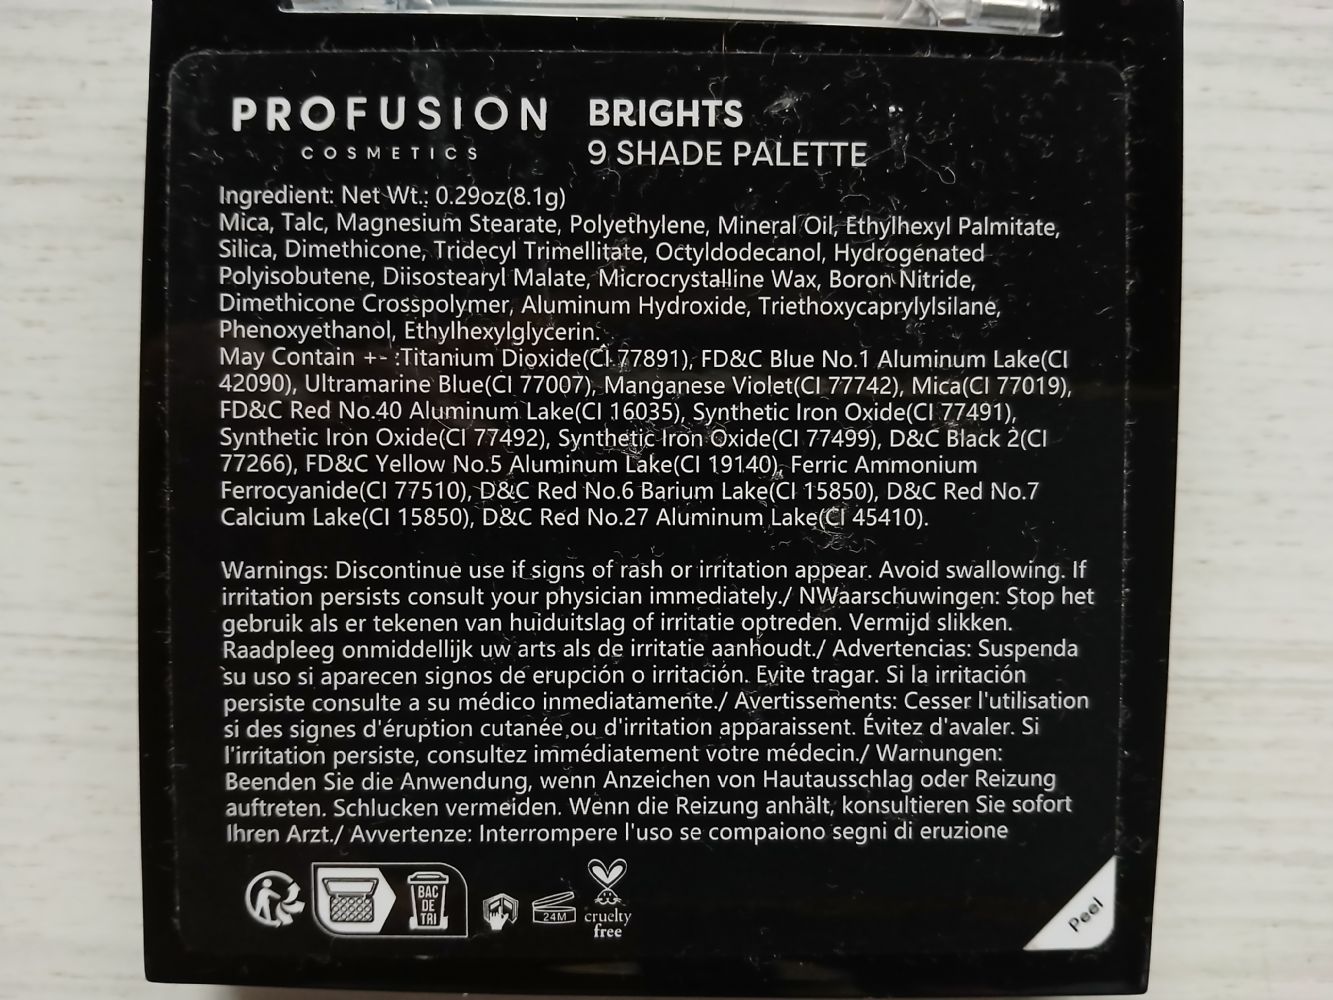 PROFUSION
COSMETICS
BRIGHTS
9 SHADE PALETTE
Ingredient: Net Wt.: 0.29oz(8.1g)
Mica, Talc, Magnesium Stearate, Polyethylene, Mineral Oil, Ethylhexyl Palmitate,
Silica, Dimethicone, Tridecyl Trimellitate, Octyldodecanol, Hydrogenated
Polyisobutene, Diisostearyl Malate, Microcrystalline Wax, Boron Nitride,
Dimethicone Crosspolymer, Aluminum Hydroxide, Triethoxycaprylylsilane,
Phenoxyethanol, Ethylhexylglycerin.
May Contain +- :Titanium Dioxide(CI 77891), FD&C Blue No.1 Aluminum Lake(CI
42090), Ultramarine Blue(CI 77007), Manganese Violet(CI 77742), Mica(CI 77019),
FD&C Red No.40 Aluminum Lake(CI 16035), Synthetic Iron Oxide(CI 77491),
Synthetic Iron Oxide(CI 77492), Synthetic Iron Oxide(CI 77499), D&C Black 2(CI
77266), FD&C Yellow No.5 Aluminum Lake(CI 19140), Ferric Ammonium
Ferrocyanide(CI 77510), D&C Red No.6 Barium Lake(CI 15850), D&C Red No.7
Calcium Lake(CI 15850), D&C Red No.27 Aluminum Lake(CI 45410).
Warnings: Discontinue use if signs of rash or irritation appear. Avoid swallowing. If
irritation persists consult your physician immediately./ NWaarschuwingen: Stop het
gebruik als er tekenen van huiduitslag of irritatie optreden. Vermijd slikken.
Raadpleeg onmiddellijk uw arts als de irritatie aanhoudt./ Advertencias: Suspenda
su uso si aparecen signos de erupción o irritación. Evite tragar. Si la irritación
persiste consulte a su médico inmediatamente./ Avertissements: Cesser l'utilisation
si des signes d'éruption cutanée ou d'irritation apparaissent. Évitez d'avaler. Si
l'irritation persiste, consultez immédiatement votre médecin./ Warnungen:
Beenden Sie die Anwendung, wenn Anzeichen von Hautausschlag oder Reizung
auftreten. Schlucken vermeiden. Wenn die Reizung anhält, konsultieren Sie sofort
Ihren Arzt./ Avvertenze: Interrompere l'uso se compaiono segni di eruzione
BAC
DE
TRI
24M
cruelty
free
Peel